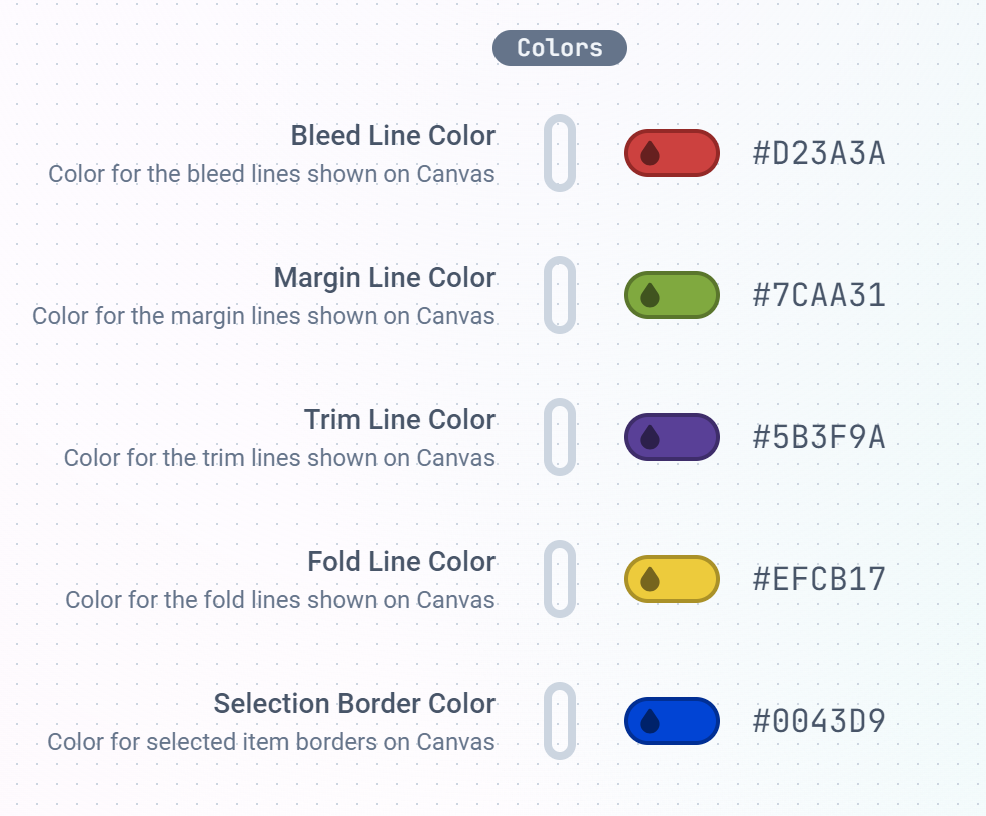 Colors
Bleed Line Color
Color for the bleed lines shown on Canvas
#D23A3A
Margin Line Color
Color for the margin lines shown on Canvas
#7CAA31
Trim Line Color
Color for the trim lines shown on Canvas
#5B3F9A
Fold Line Color
Color for the fold lines shown on Canvas
#EFCB17
Selection Border Color
Color for selected item borders on Canvas
#0043D9